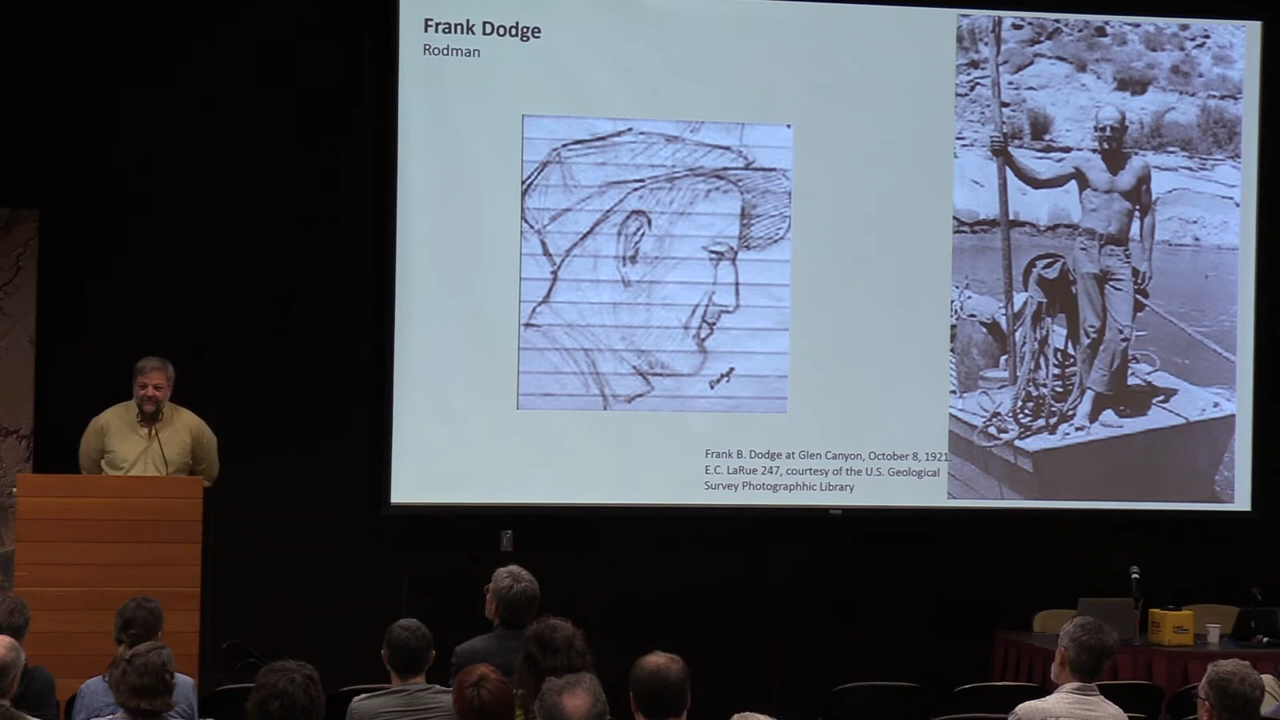 Frank Dodge
Rodman
Dodge
Frank B. Dodge at Glen Canyon, October 8, 1921
E.C. LaRue 247, courtesy of the U.S. Geological
Survey Photographhic Library